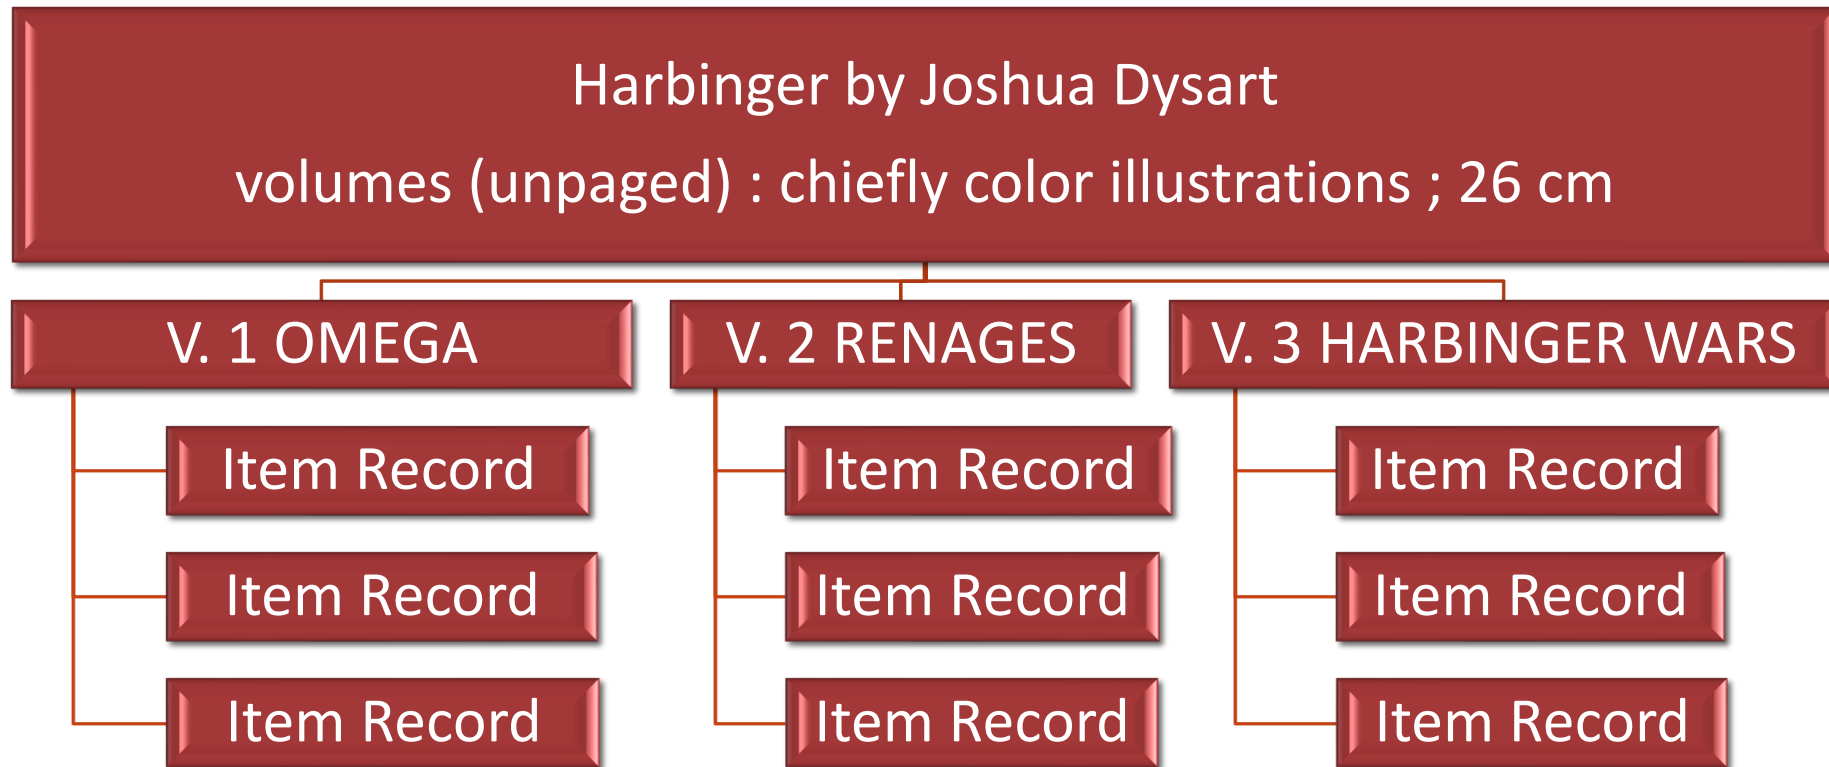 Harbinger by Joshua Dysart
volumes (unpaged) : chiefly color illustrations ; 26 cm
V. 1 OMEGA
Item Record
Item Record
Item Record
V. 2 RENAGES
Item Record
Item Record
Item Record
V. 3 HARBINGER WARS
Item Record
Item Record
Item Record